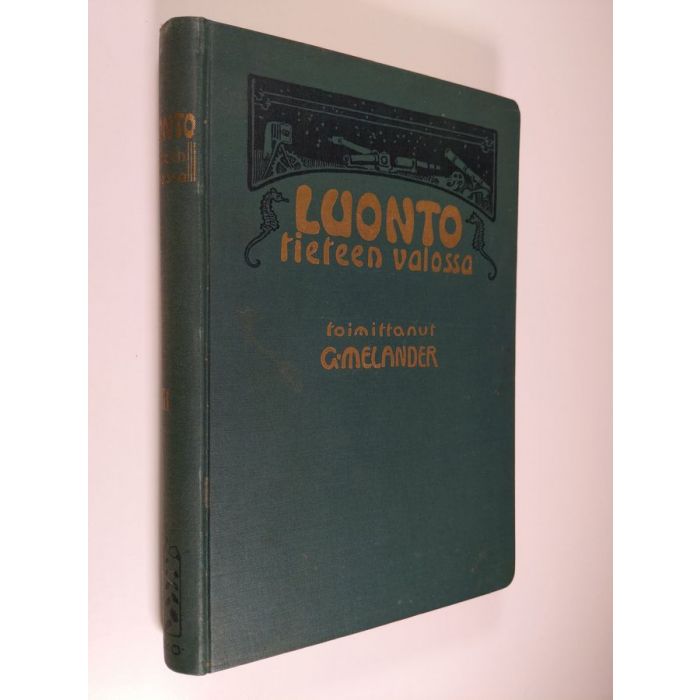 LUONTO
tieteen valossa
toimittanut
G. MELANDER